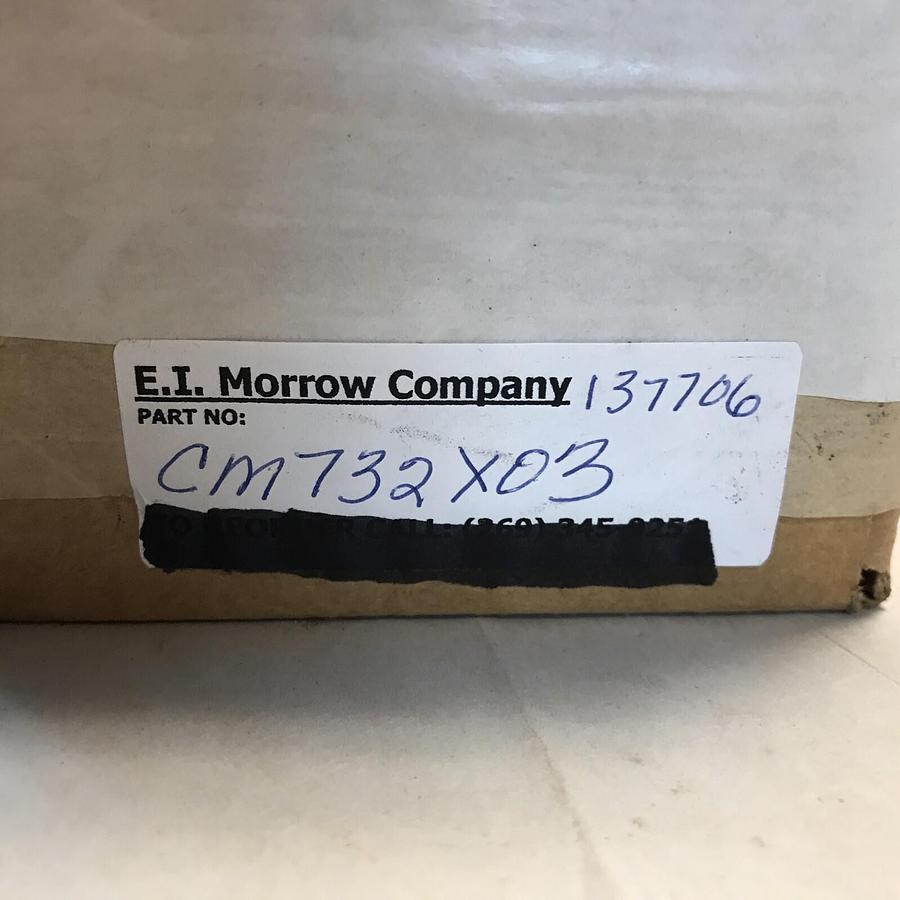 E.I. Morrow Company 137706
PART NO:
CM732X03